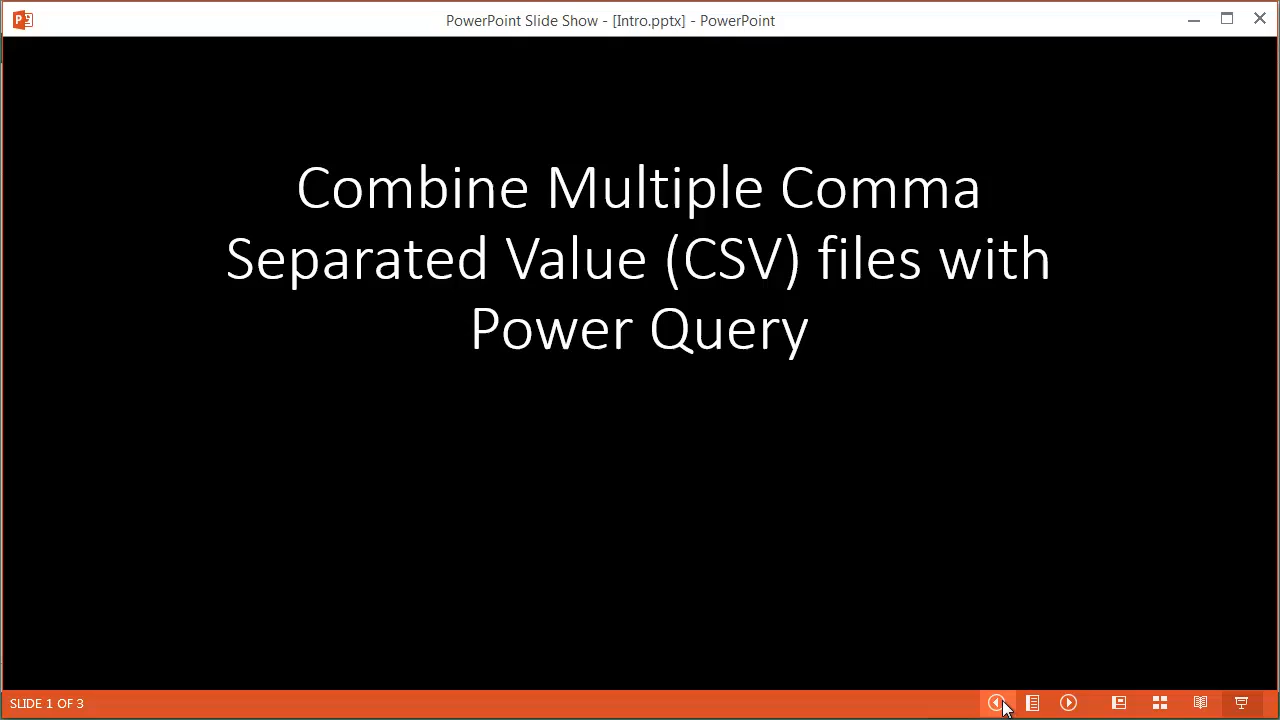 PowerPoint Slide Show - [Intro.pptx] - PowerPoint
Combine Multiple Comma
Separated Value (CSV) files with
Power Query
SLIDE 1 OF 3